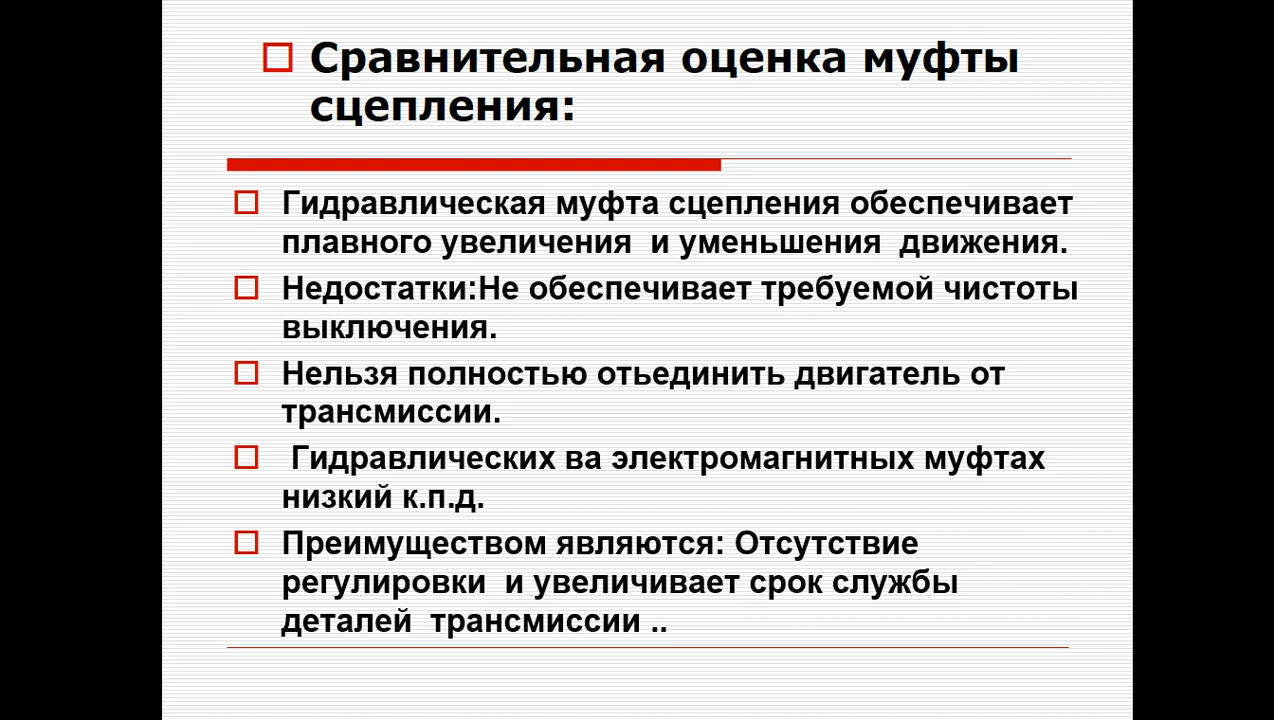 Сравнительная оценка муфты
сцепления:
Гидравлическая муфта сцепления обеспечивает
плавного увеличения и уменьшения движения.
Недостатки:Не обеспечивает требуемой чистоты
выключения.
Нельзя полностью отьединить двигатель от
трансмиссии.
Гидравлических ва электромагнитных муфтах
низкий к.п.д.
Преимуществом являются: Отсутствие
регулировки и увеличивает срок службы
деталей трансмиссии ..